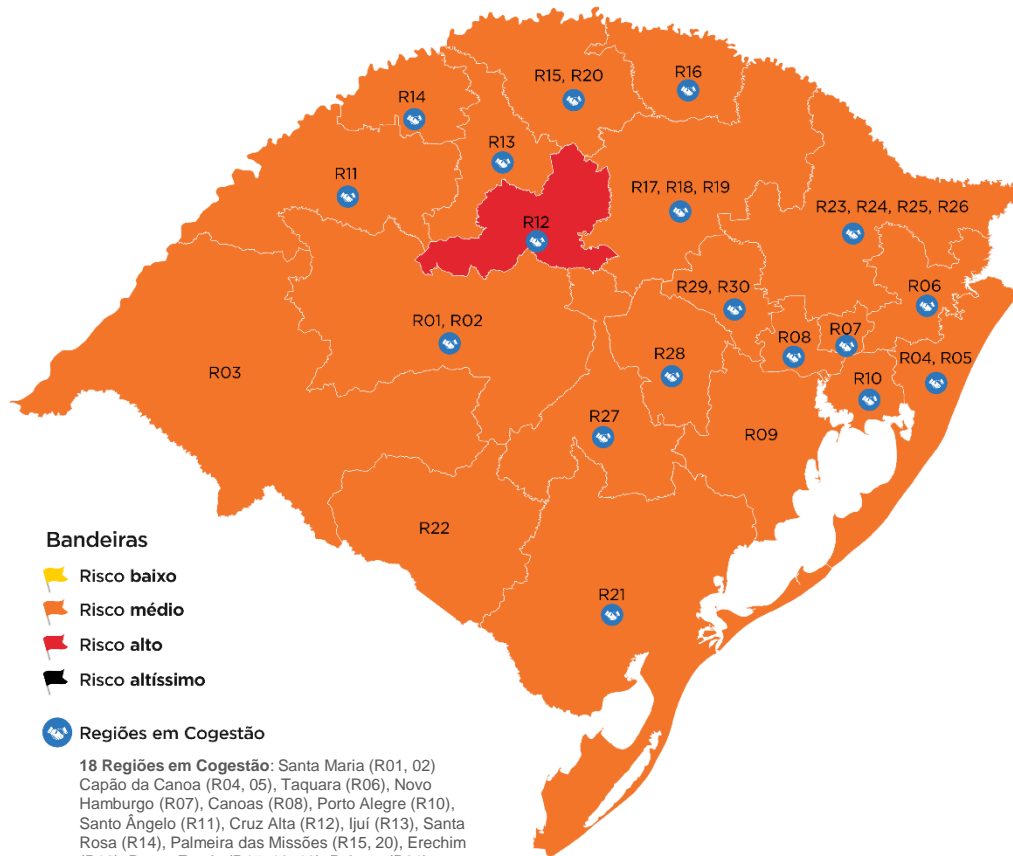 R15, R20
R16
R14
R13
R11
R17, R18, R19
R23, R24, R25, R26
R12
R29, R30
R06
R01, R02
R07
R08
R04, R05
R03
R28
R10
R27
R09
R22
R21
Bandeiras
Risco baixo
Risco médio
Risco alto
Risco altíssimo
Regiões em Cogestão
18 Regiões em Cogestão: Santa Maria (R01, 02)
Capão da Canoa (R04, 05), Taquara (R06), Novo
Hamburgo (R07), Canoas (R08), Porto Alegre (R10),
Santo Ângelo (R11), Cruz Alta (R12), Ijuí (R13), Santa
Rosa (R14), Palmeira das Missões (R15, 20), Erechim